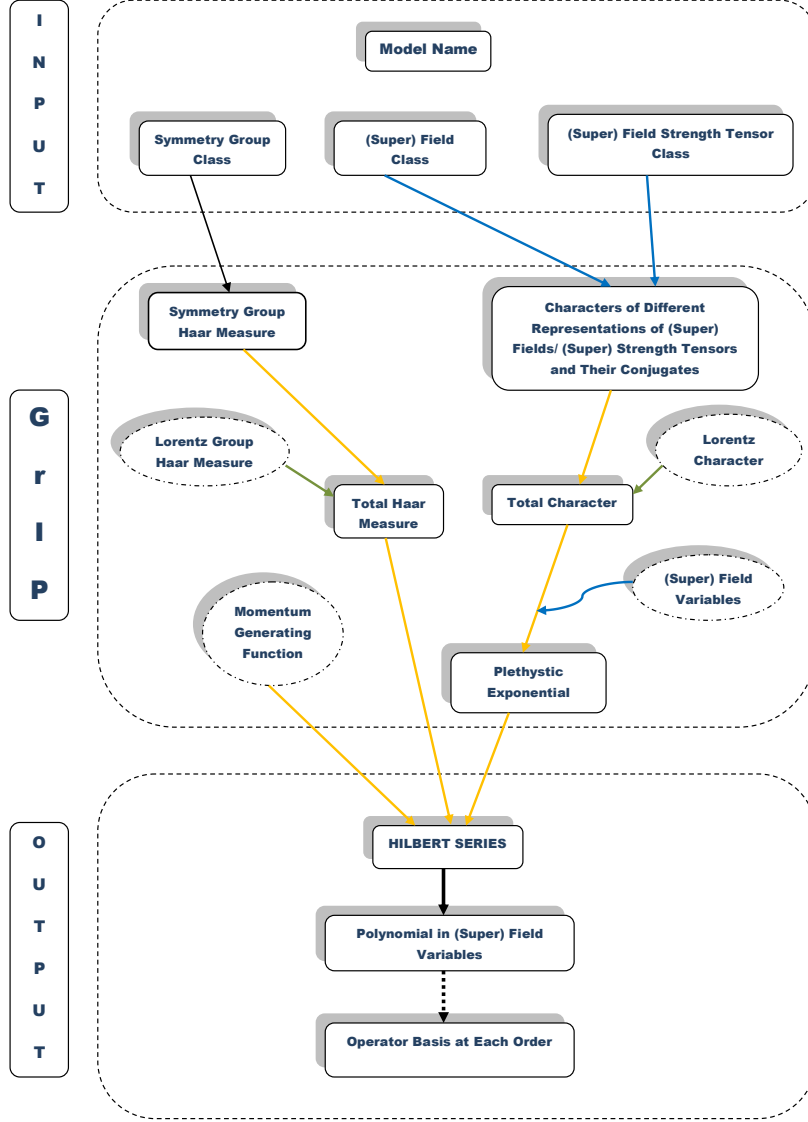 I
N
P
U
T
Model Name
Symmetry Group
Class
(Super) Field
Class
(Super) Field Strength Tensor
Class
G
r
I
P
Symmetry Group
Haar Measure
Characters of Different
Representations of (Super)
Fields/ (Super) Strength Tensors
and Their Conjugates
Lorentz Group
Haar Measure
Lorentz
Character
Total Haar
Measure
Total Character
Momentum
Generating
Function
(Super) Field
Variables
Plethystic
Exponential
O
U
T
P
U
T
HILBERT SERIES
Polynomial in (Super) Field
Variables
Operator Basis at Each Order